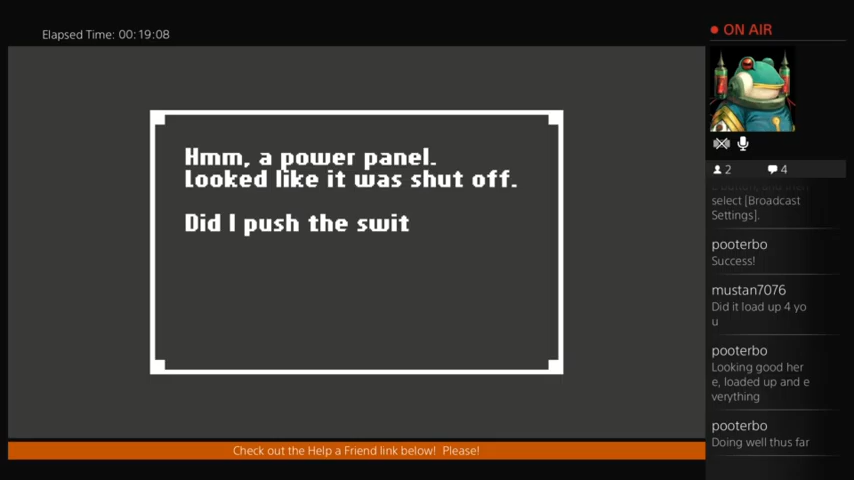 Elapsed Time: 00:19:08
Hmm, a power panel.
Looked like it was shut off.
Did I push the swit
Check out the Help a Friend link below! Please!
ON AIR
2
4
select [Broadcast
Settings].
pooterbo
Success!
mustan7076
Did it load up 4 yo
u
pooterbo
Looking good her
e, loaded up and e
verything
pooterbo
Doing well thus far